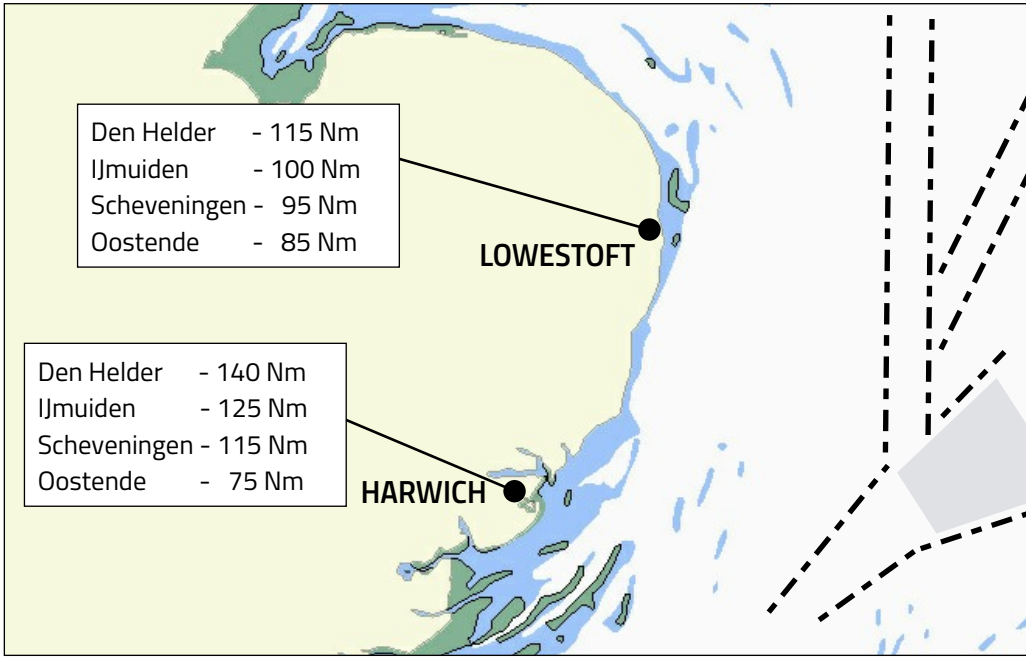 Den Helder - 115 Nm
IJmuiden - 100 Nm
Scheveningen - 95 Nm
Oostende - 85 Nm
LOWESTOFT
Den Helder - 140 Nm
IJmuiden - 125 Nm
Scheveningen - 115 Nm
Oostende - 75 Nm
HARWICH